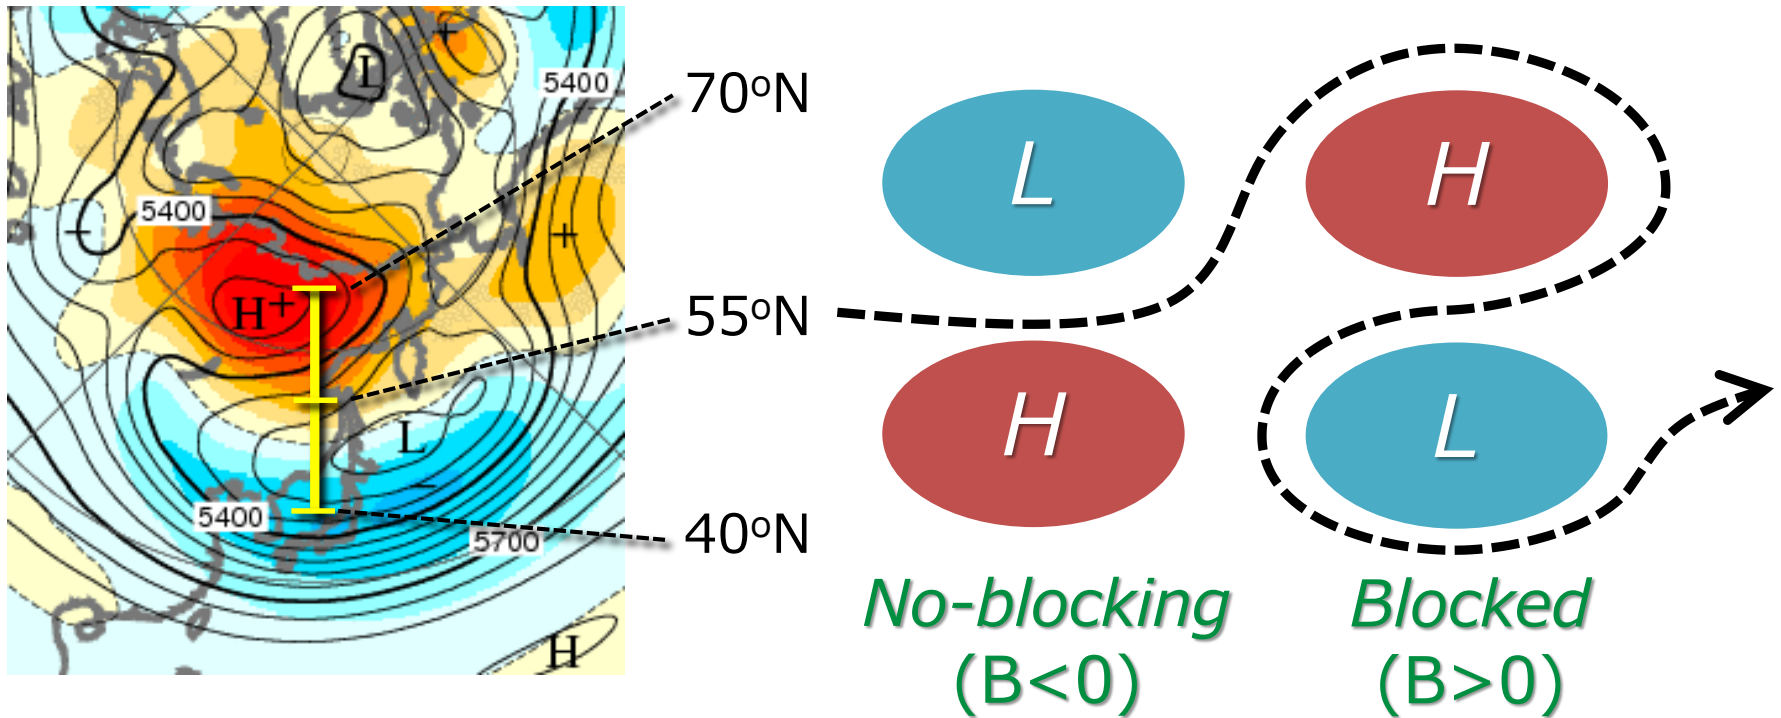 L
5400
5400
+
+
+
H+
L
5400
5700
H
70ºN
55ºN
40ºN
L
H
H
L
No-blocking
(B<0)
Blocked
(B>0)